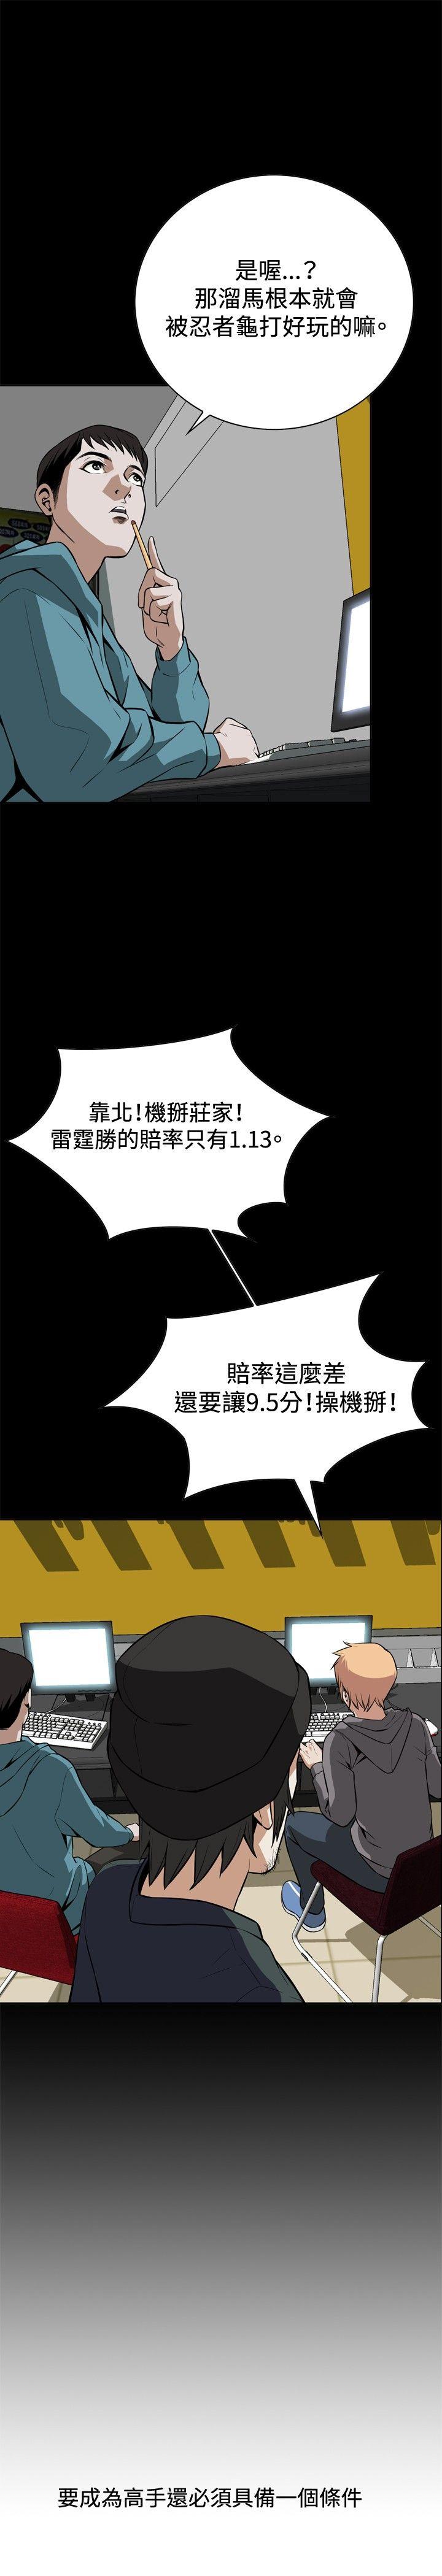 是喔...？
那溜馬根本就會
被忍者龜打好玩的嘛。
靠北！機掰莊家！
雷霆勝的賠率只有1.13。
賠率這麼差
還要讓9.5分！操機掰！
要成為高手還必須具備一個條件